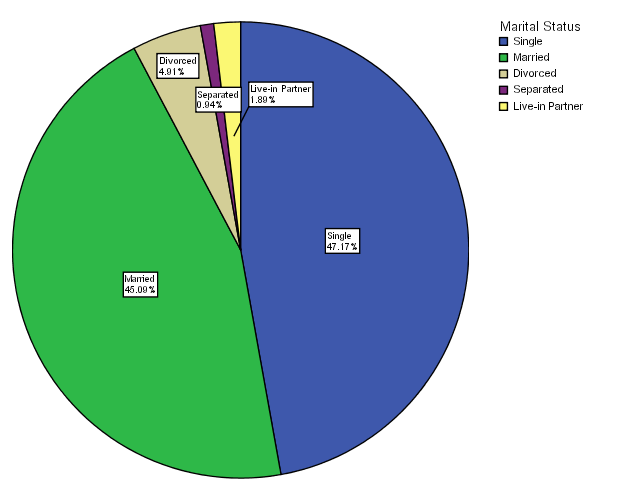 Marital Status
Single
Married
Divorced
Separated
Live-in Partner
Divorced
4.91%
Separated
0.94%
Live-in Partner
1.89%
Single
47.17%
Married
45.09%